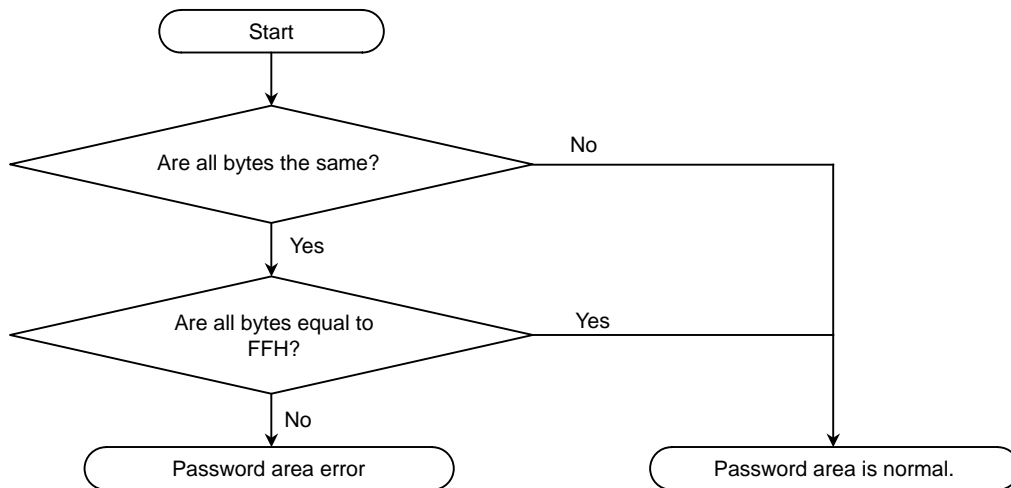 Start
Are all bytes the same?
No
Yes
Are all bytes equal to
FFH?
Yes
No
Password area error
Password area is normal.